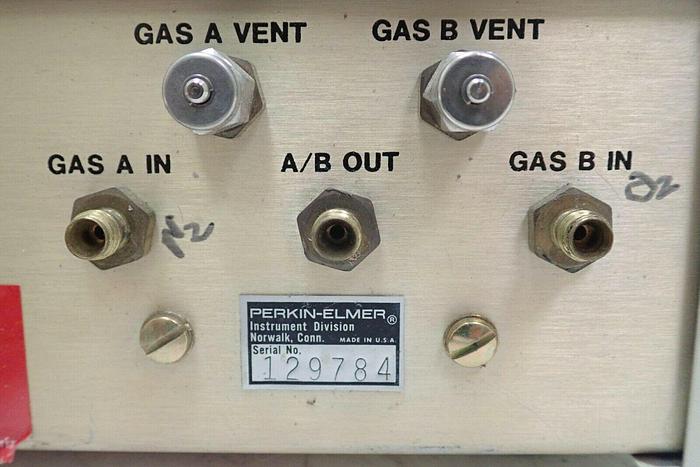 GAS A VENT
GAS B VENT
GAS A IN
A/B OUT
GAS B IN
N2
PERKIN-ELMER®
Instrument Division
Norwalk, Conn. MADE IN U.S.A.
Serial No.
129784